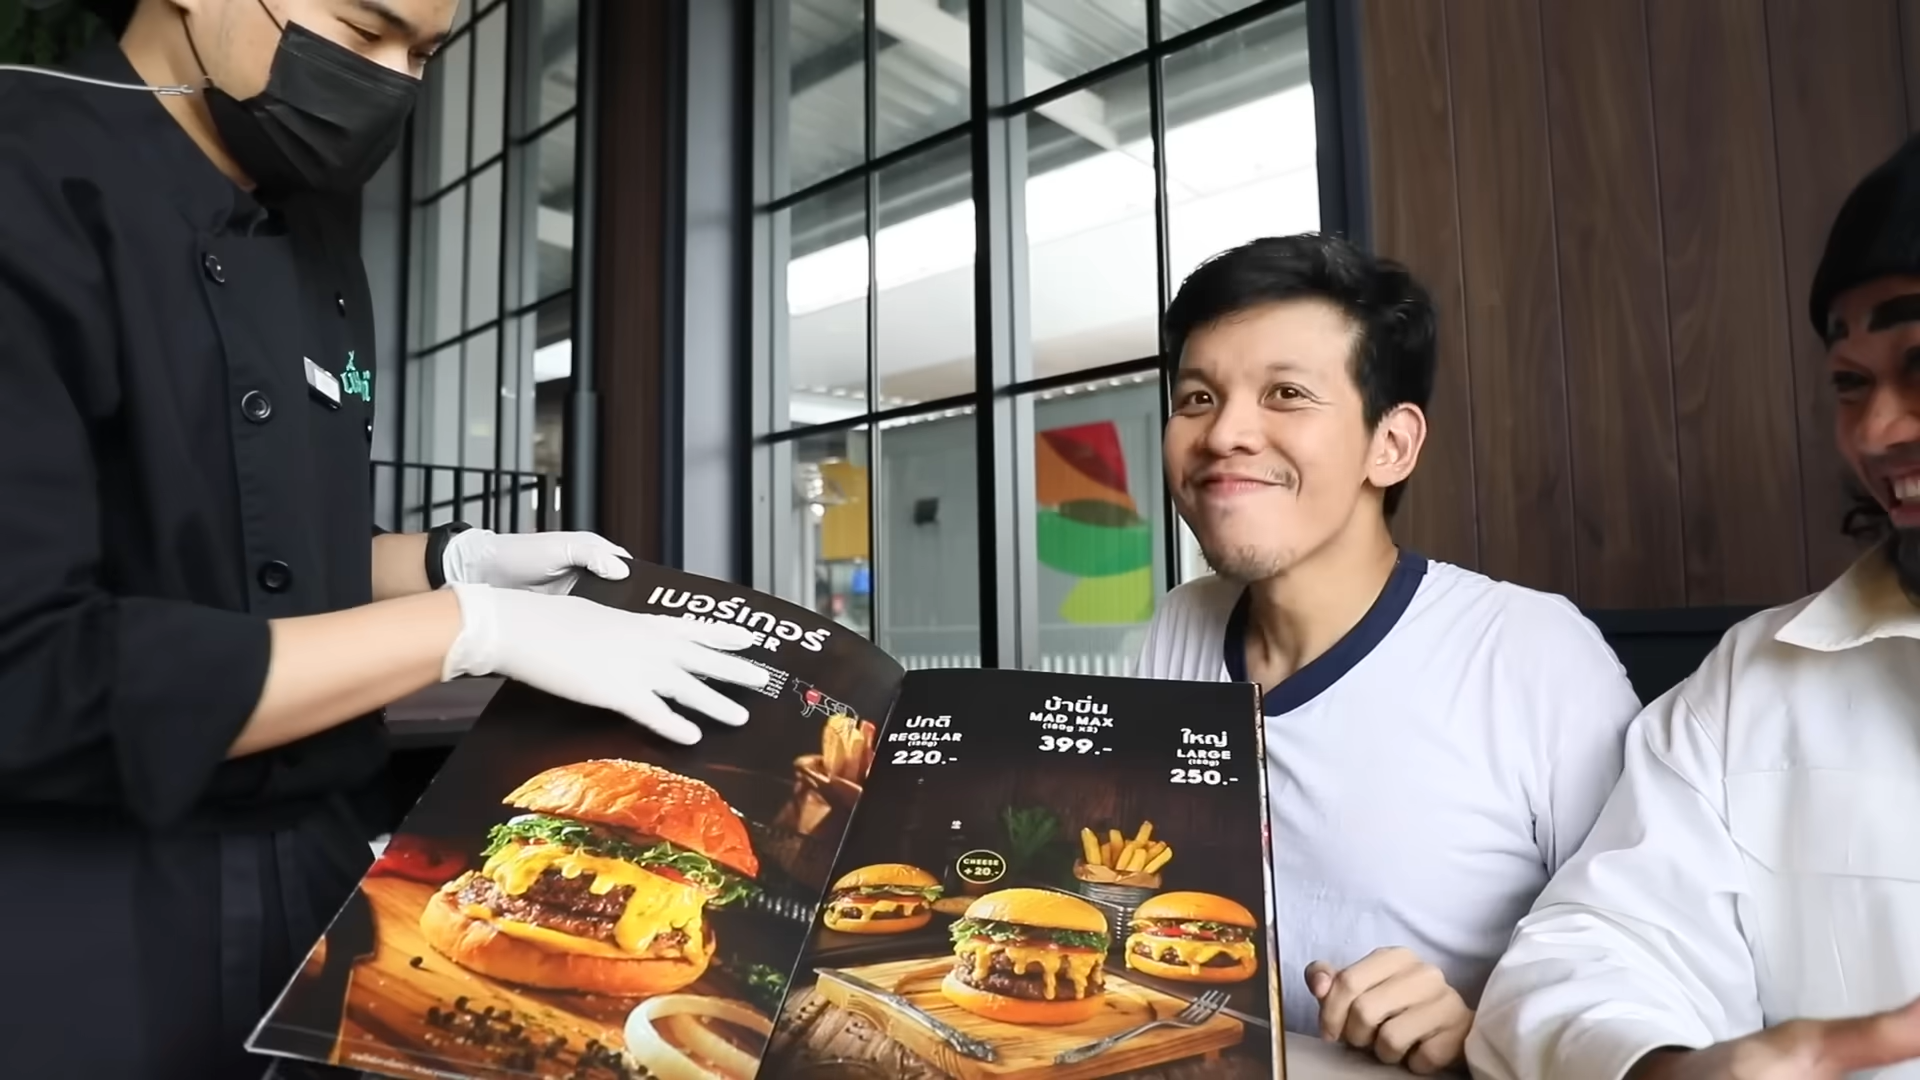 เบอร์เกอร์
ปกติ
REGULAR
(120g)
220.-
บ้าบิ่น
MAD MAX
(160g X2)
399.-
ใหญ่
LARGE
(160g)
250.-
CHEESE
+20.-